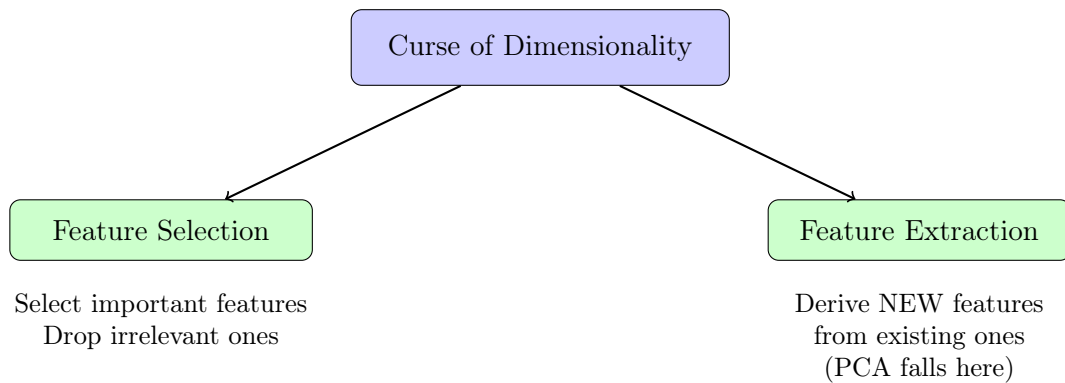 Curse of Dimensionality
Feature Selection
Feature Extraction
Select important features
Drop irrelevant ones
Derive NEW features
from existing ones
(PCA falls here)